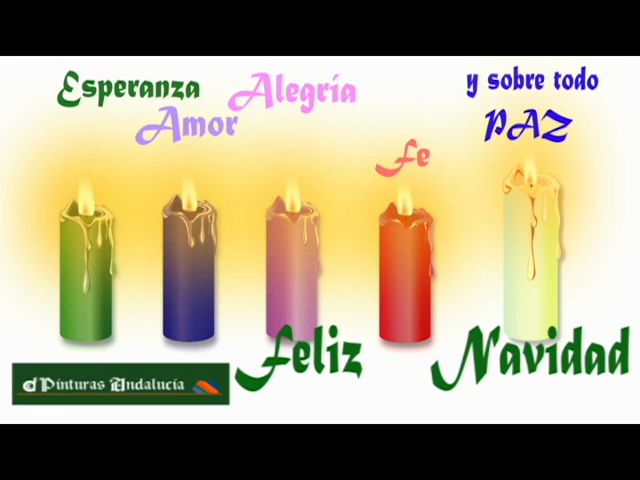 Esperanza
Amor
Alegría
Fe
y sobre todo
PAZ
Feliz Navidad
d Pinturas Andalucía